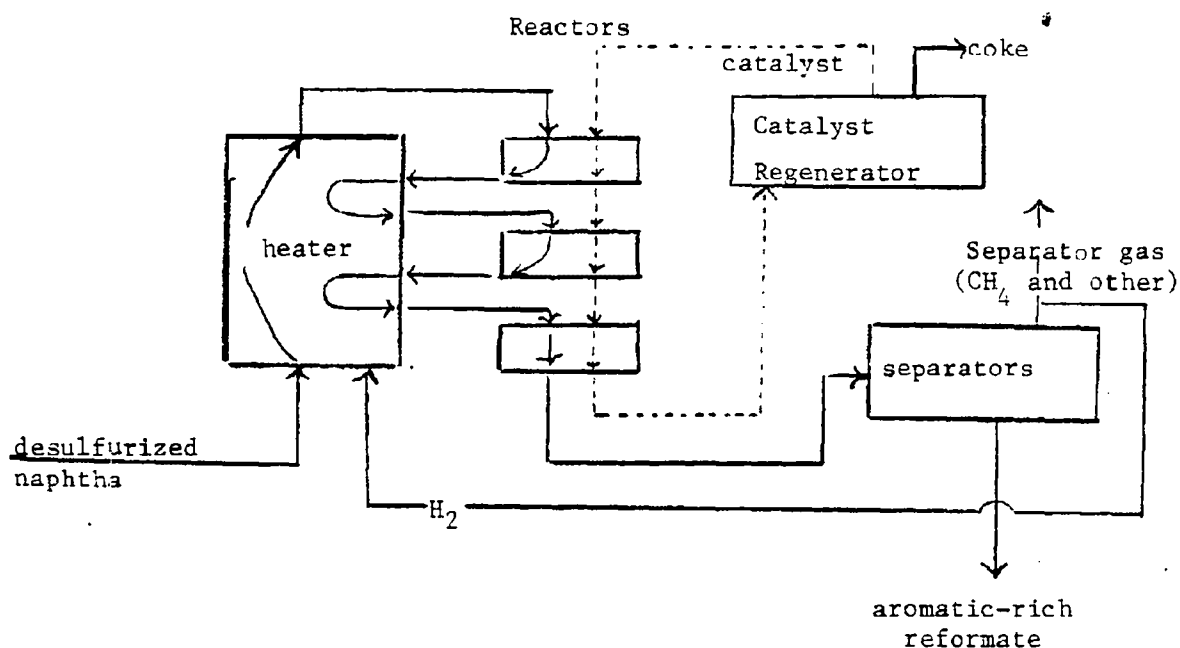 Reactors
catalyst
coke
Catalyst
Regenerator
heater
Separator gas
(CH4 and other)
separators
desulfurized
naphtha
H2
aromatic-rich
reformate